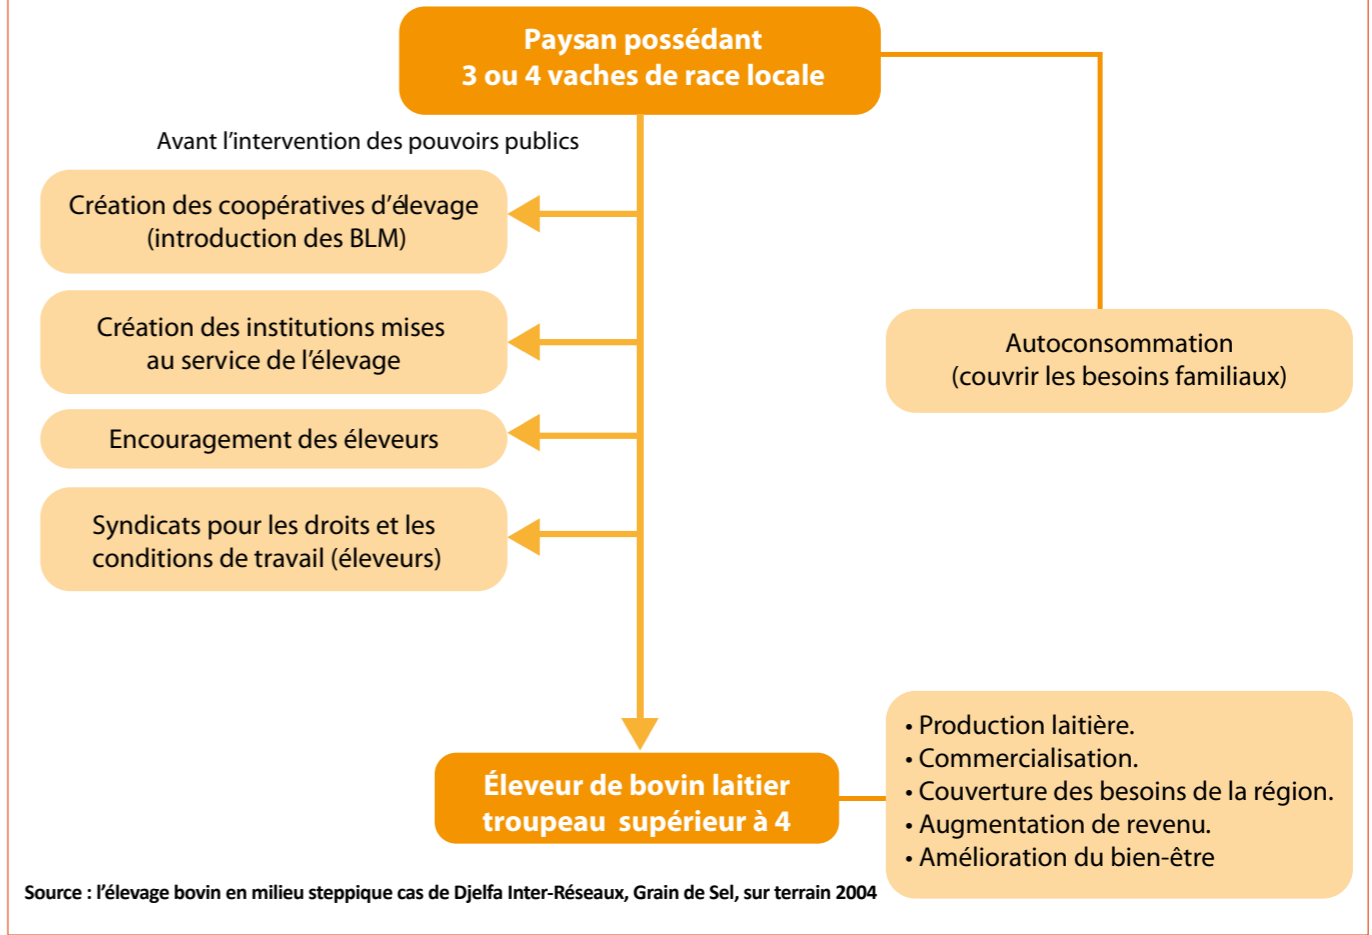 Paysan possédant
3 ou 4 vaches de race locale
Avant l'intervention des pouvoirs publics
Création des coopératives d'élevage
(introduction des BLM)
Création des institutions mises
au service de l'élevage
Encouragement des éleveurs
Syndicats pour les droits et les
conditions de travail (éleveurs)
Autoconsommation
(couvrir les besoins familiaux)
Éleveur de bovin laitier
troupeau supérieur à 4
• Production laitière.
• Commercialisation.
• Couverture des besoins de la région.
• Augmentation de revenu.
• Amélioration du bien-être
Source : l'élevage bovin en milieu steppique cas de Djelfa Inter-Réseaux, Grain de Sel, sur terrain 2004